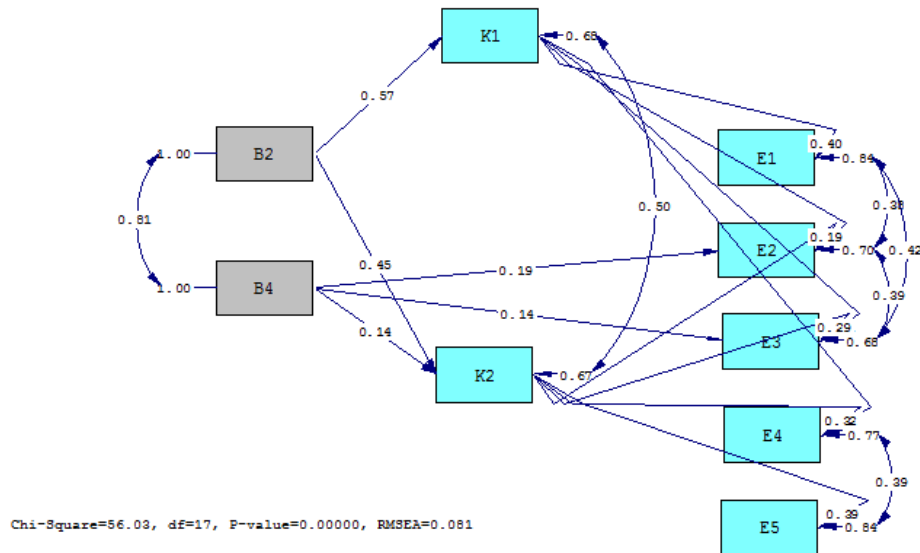 K1
0.68
0.57
0.40
E1
0.84
1.00
B2
0.33
0.81
0.50
0.19
E2
0.70
0.42
0.45
0.19
1.00
B4
0.39
0.14
0.14
0.29
E3
0.68
K2
0.67
0.32
E4
0.77
0.39
0.39
E5
0.84
Chi-Square=56.03, df=17, P-value=0.00000, RMSEA=0.081